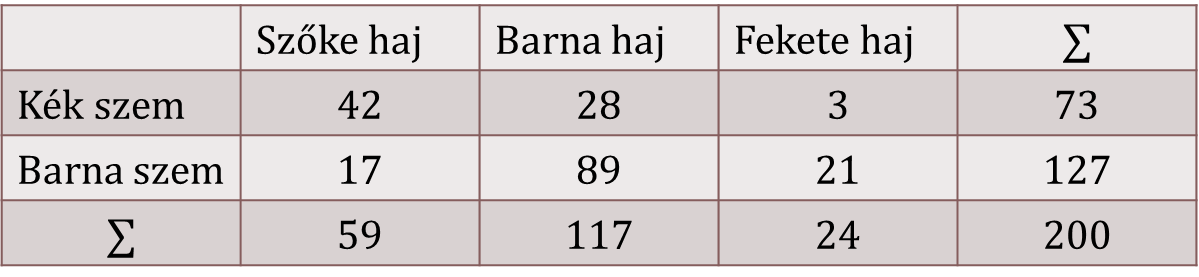 Szőke haj Barna haj Fekete haj ∑
Kék szem 42 28 3 73
Barna szem 17 89 21 127
∑ 59 117 24 200